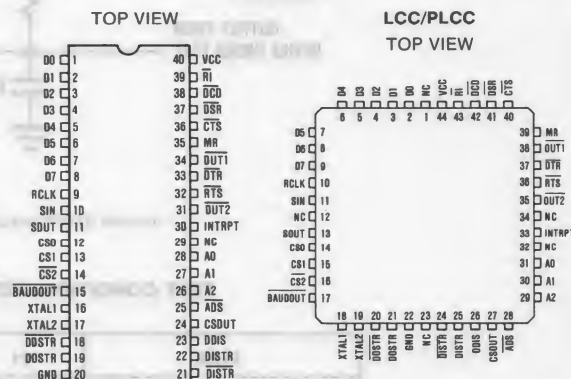 TOP VIEW
D0 1 40 VCC
D1 2 39 RI
D2 3 38 DCD
D3 4 37 DSR
D4 5 36 CTS
D5 6 35 MR
D6 7 34 OUT1
D7 8 33 DTR
RCLK 9 32 RTS
SIN 10 31 OUT2
SOUT 11 30 INTRPT
CS0 12 29 NC
CS1 13 28 A0
CS2 14 27 A1
BAUDOUT 15 26 A2
XTAL1 16 25 ADS
XTAL2 17 24 CSOUT
DOSTR 18 23 DDIS
DOSTR 19 22 DISTR
GND 20 21 DISTR
LCC/PLCC
TOP VIEW
D4 D3 D2 D1 D0 NC VCC RI DCD DSR CTS
6 5 4 3 2 1 44 43 42 41 40
D5 7 39 MR
D6 8 38 OUT1
D7 9 37 DTR
RCLK 10 36 RTS
SIN 11 35 OUT2
NC 12 34 NC
SOUT 13 33 INTRPT
CS0 14 32 NC
CS1 15 31 A0
CS2 16 30 A1
BAUDOUT 17 29 A2
18 19 20 21 22 23 24 25 26 27 28
XTAL1 XTAL2 DOSTR DOSTR GND NC DISTR DISTR DDIS CSOUT ADS